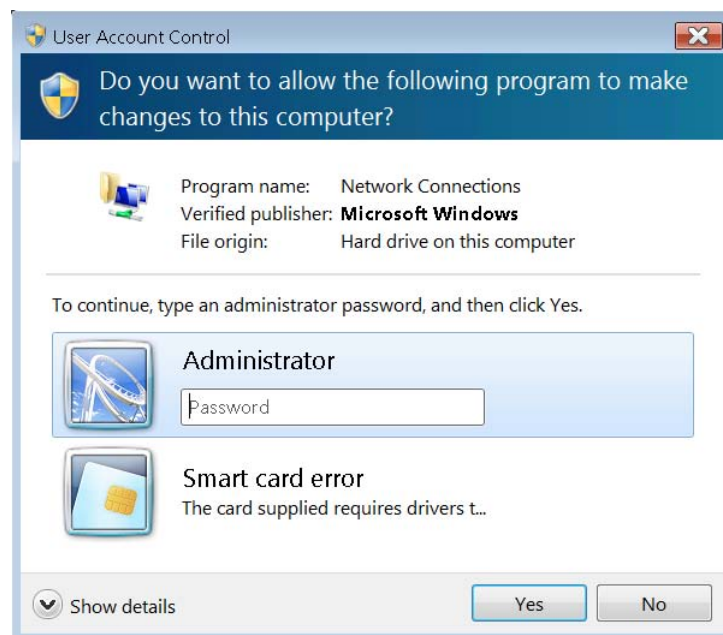 User Account Control
Do you want to allow the following program to make
changes to this computer?
Program name: Network Connections
Verified publisher: Microsoft Windows
File origin: Hard drive on this computer
To continue, type an administrator password, and then click Yes.
Administrator
Password
Smart card error
The card supplied requires drivers t...
Show details
Yes
No